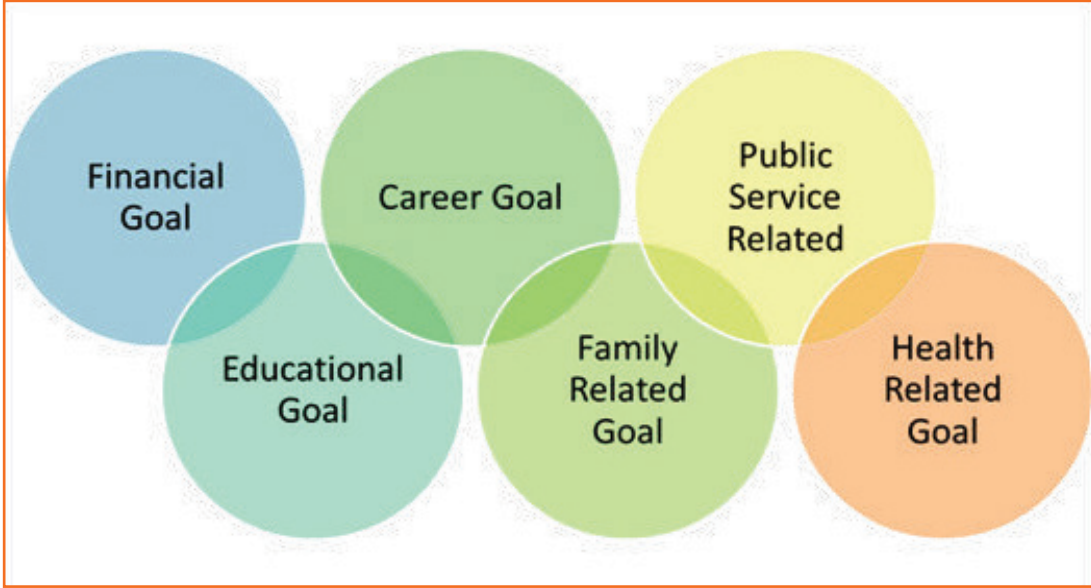 Financial
Goal
Educational
Goal
Career Goal
Family
Related
Goal
Public
Service
Related
Health
Related
Goal